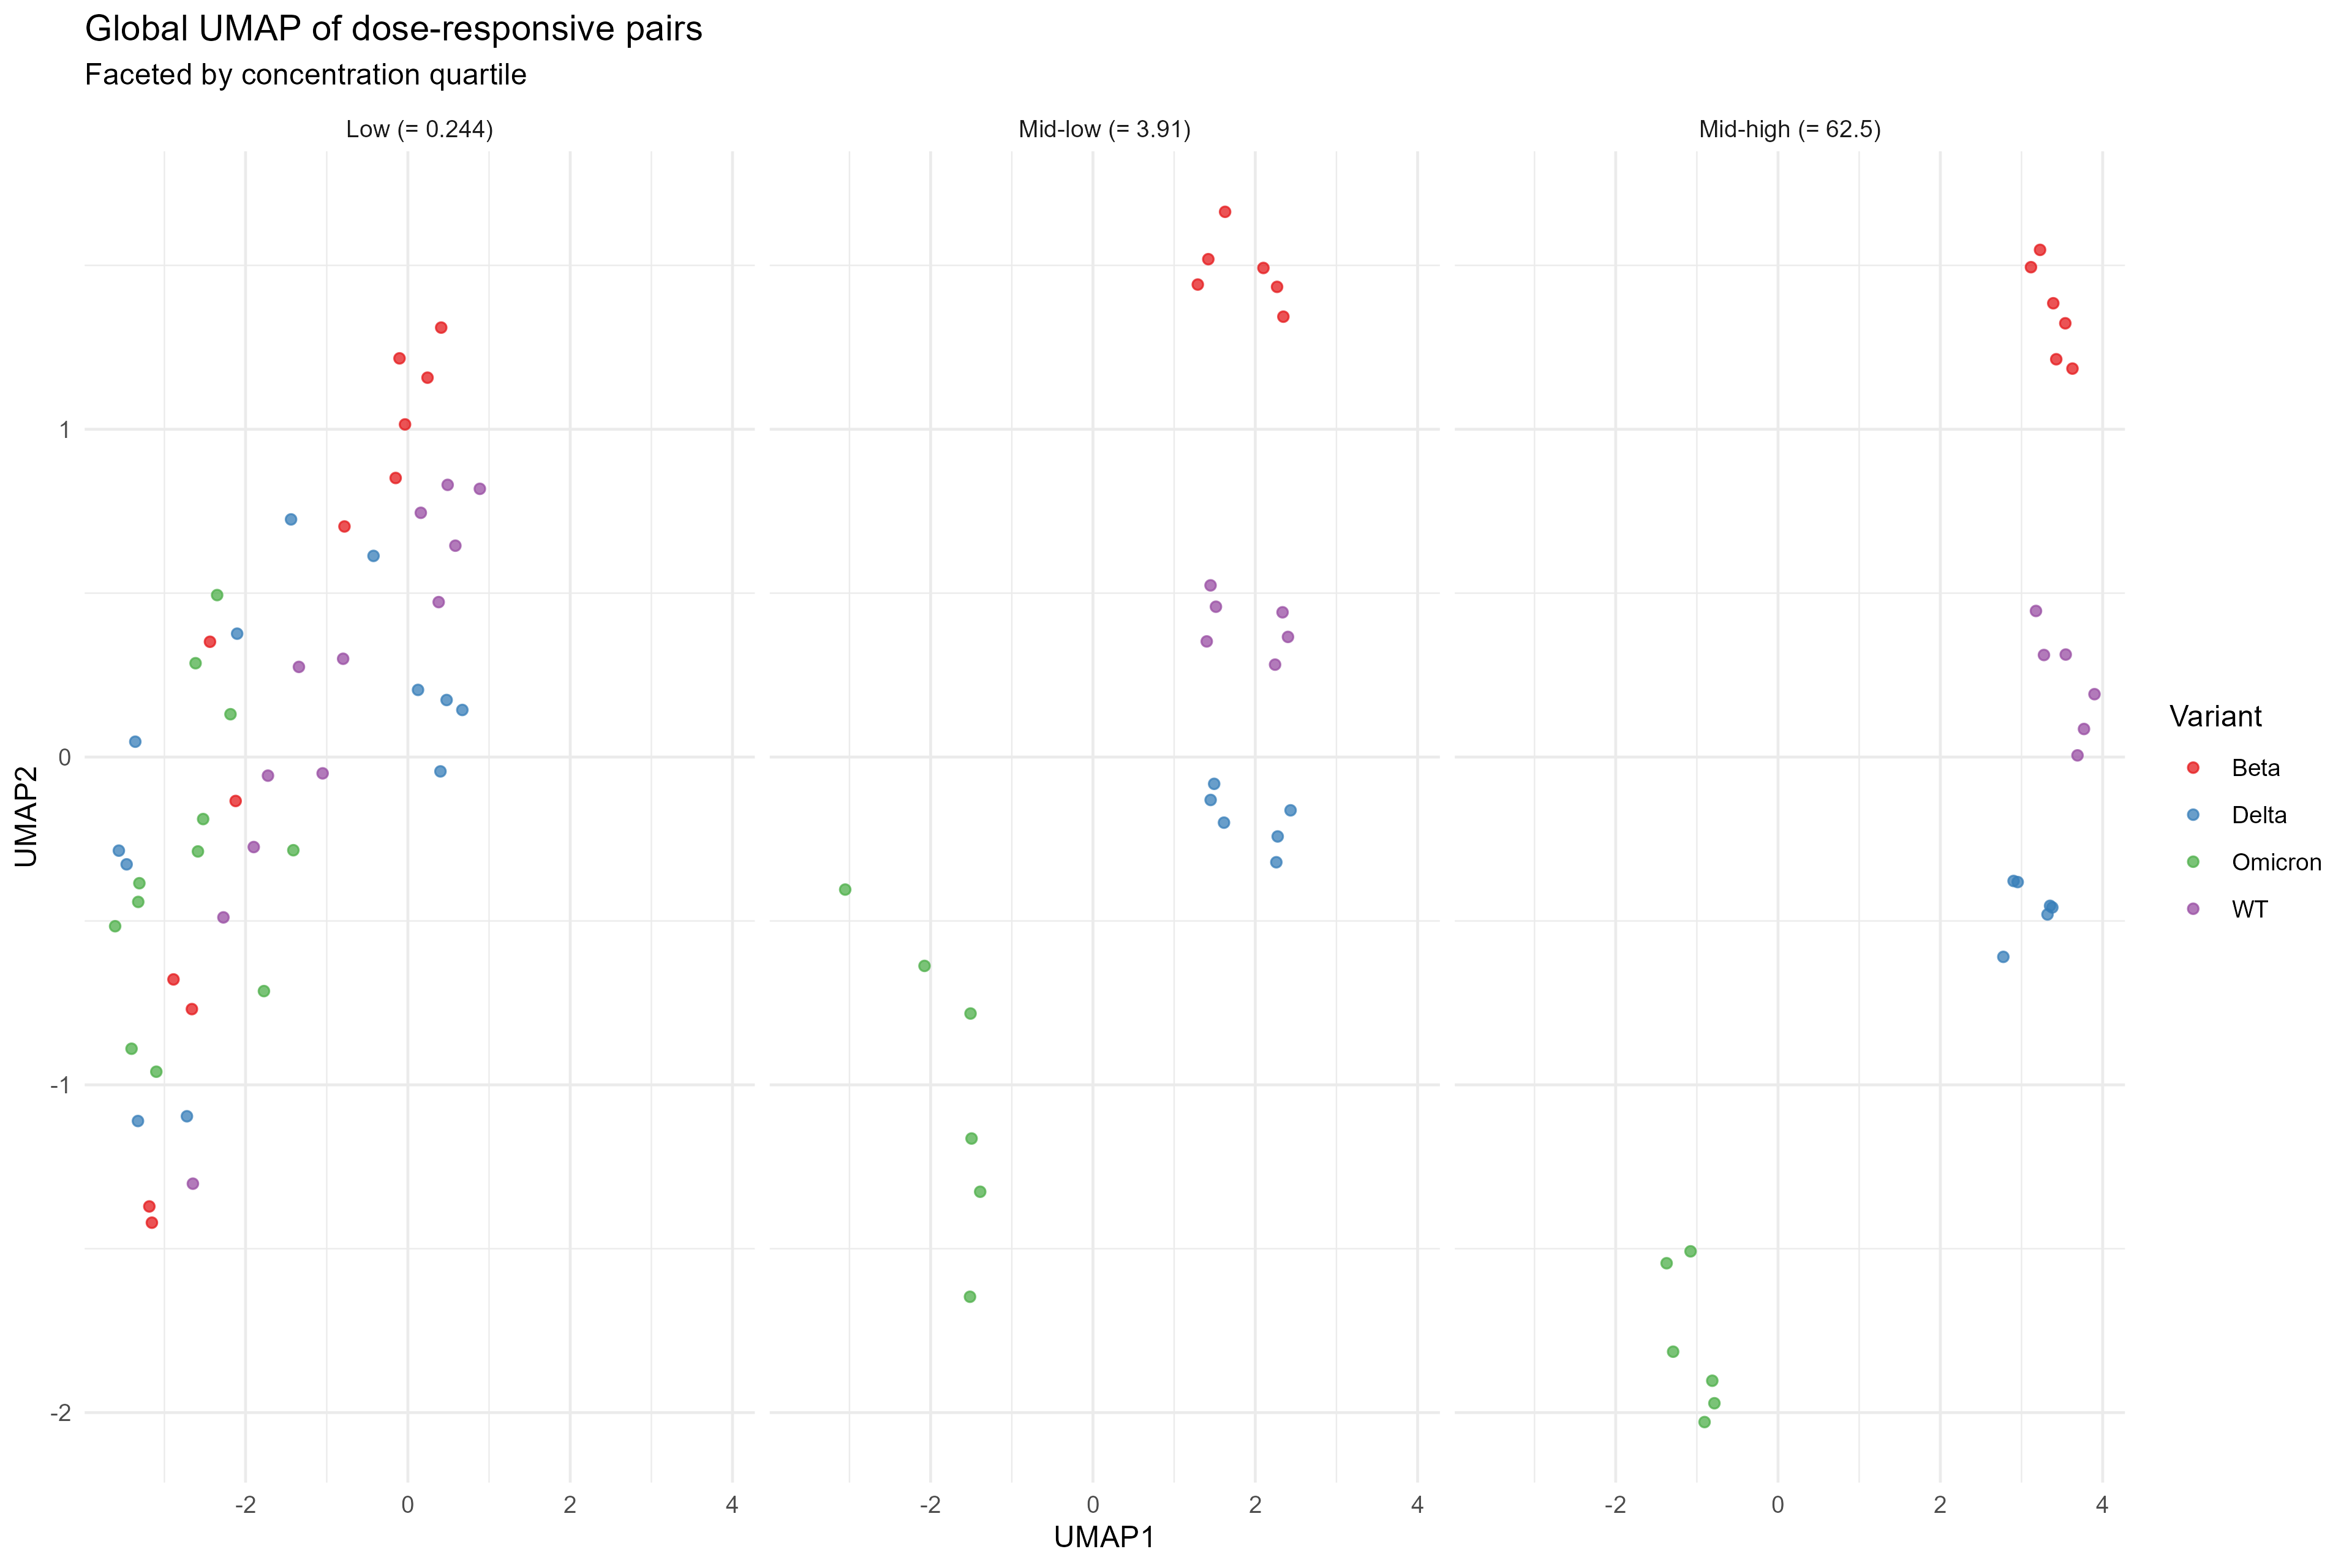 Global UMAP of dose-responsive pairs
Faceted by concentration quartile
Low (= 0.244)
Mid-low (= 3.91)
Mid-high (= 62.5)
1
0
-1
-2
UMAP2
-2 0 2 4
-2 0 2 4
-2 0 2 4
UMAP1
Variant
Beta
Delta
Omicron
WT